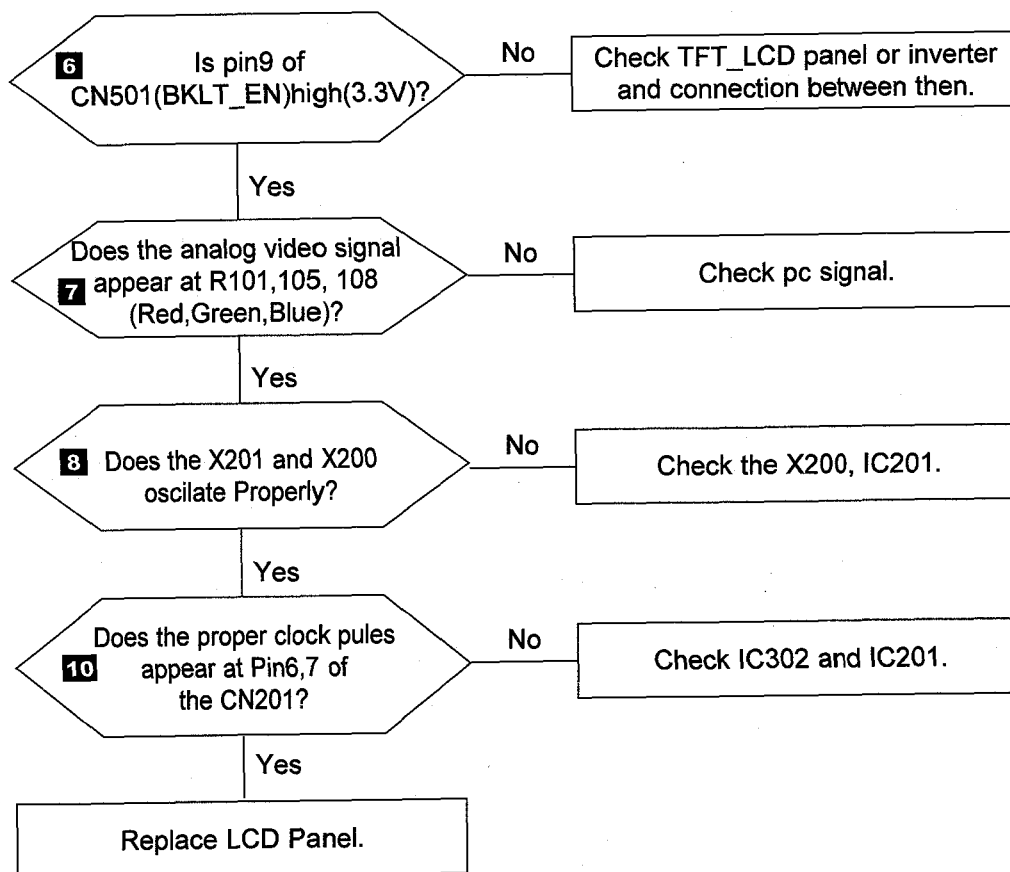 6 Is pin9 of
CN501(BKLT_EN)high(3.3V)?
No
Check TFT_LCD panel or inverter
and connection between then.
Yes
Does the analog video signal
appear at R101,105, 108
7
(Red,Green,Blue)?
No
Check pc signal.
Yes
8 Does the X201 and X200
oscilate Properly?
No
Check the X200, IC201.
Yes
Does the proper clock pules
10 appear at Pin6,7 of
the CN201?
No
Check IC302 and IC201.
Yes
Replace LCD Panel.